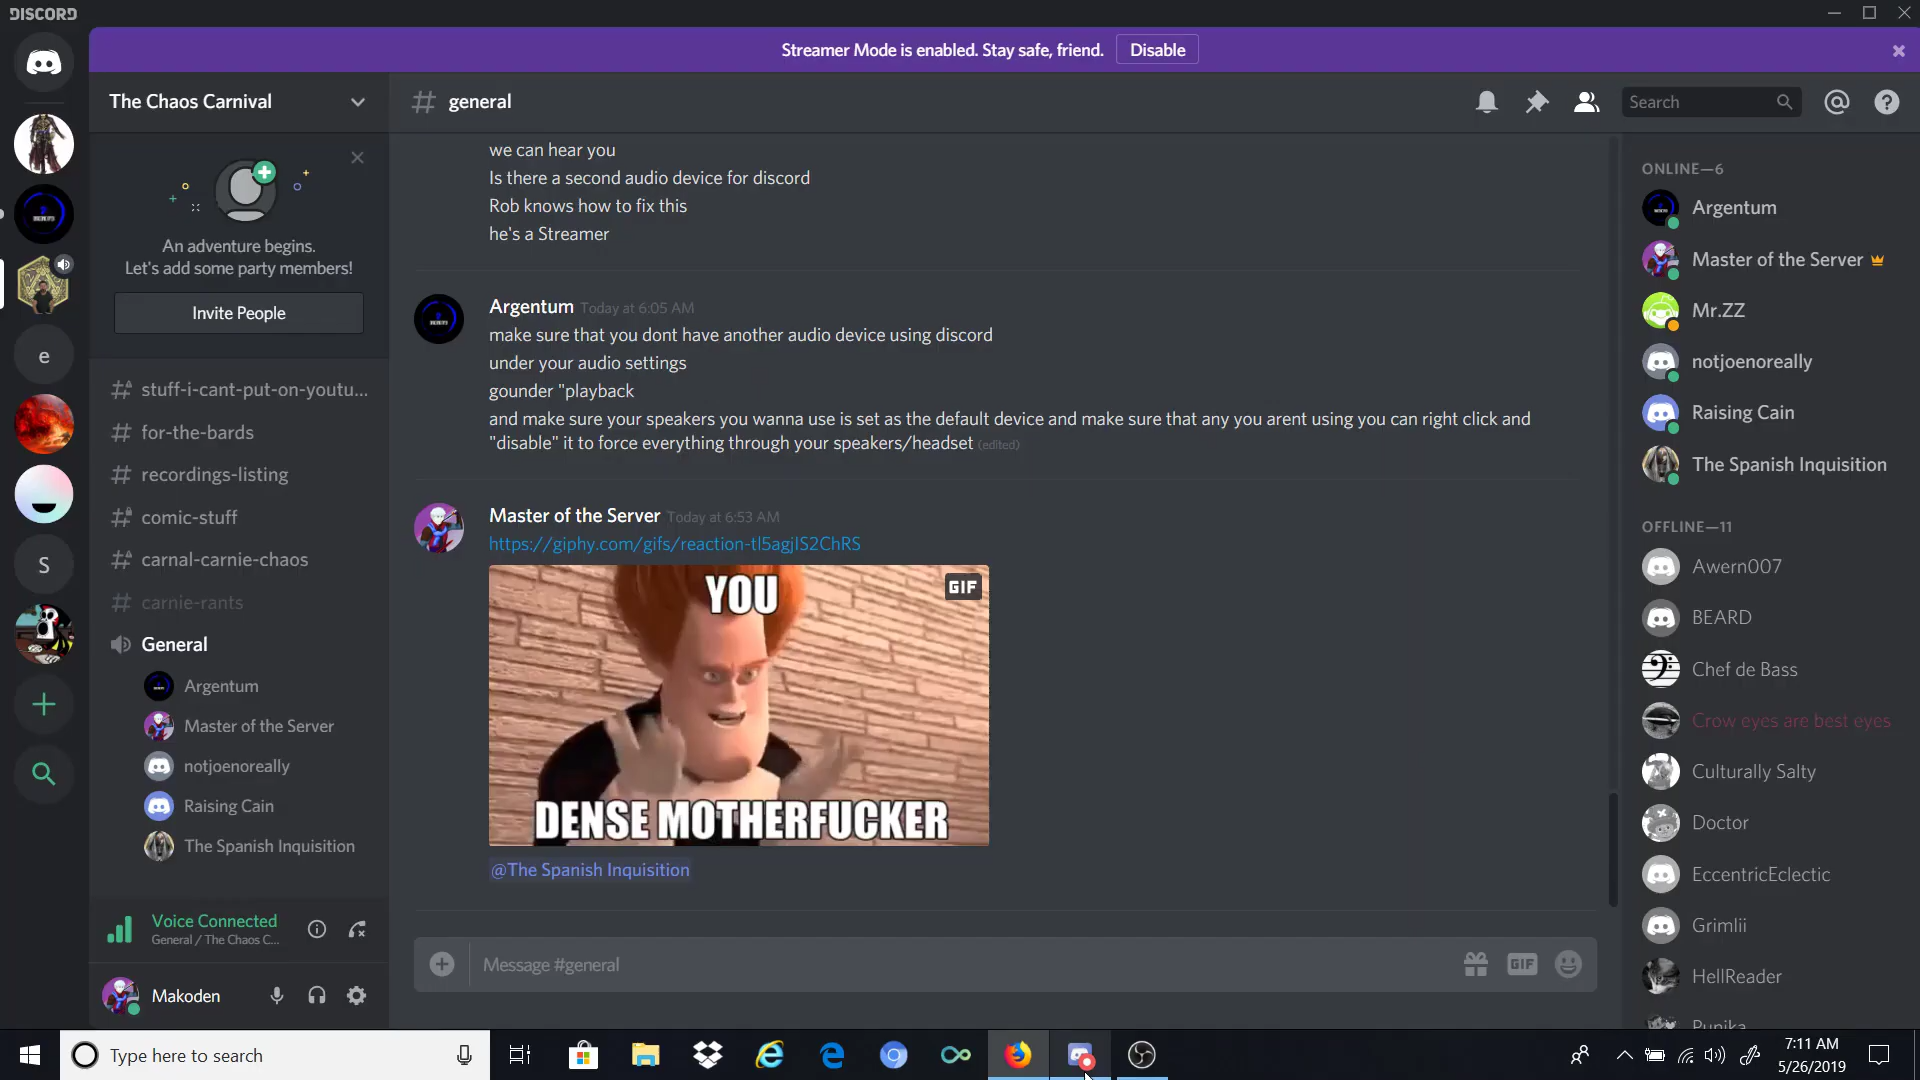 DISCORD
Streamer Mode is enabled. Stay safe, friend.
Disable
The Chaos Carnival
general
Search
An adventure begins.
Let's add some party members!
Invite People
e
S
stuff-i-cant-put-on-youtu...
for-the-bards
recordings-listing
comic-stuff
carnal-carnie-chaos
carnie-rants
General
Argentum
Master of the Server
notjoenoreally
Raising Cain
The Spanish Inquisition
Voice Connected
General / The Chaos C...
Makoden
we can hear you
Is there a second audio device for discord
Rob knows how to fix this
he's a Streamer
Argentum Today at 6:05 AM
make sure that you dont have another audio device using discord
under your audio settings
gounder "playback
and make sure your speakers you wanna use is set as the default device and make sure that any you arent using you can right click and
"disable" it to force everything through your speakers/headset (edited)
Master of the Server Today at 6:53 AM
https://giphy.com/gifs/reaction-tl5agjIS2ChRS
YOU
GIF
DENSE MOTHERFUCKER
@The Spanish Inquisition
Message #general
GIF
ONLINE—6
Argentum
Master of the Server
Mr.ZZ
notjoenoreally
Raising Cain
The Spanish Inquisition
OFFLINE—11
Awern007
BEARD
Chef de Bass
Crow eyes are best eyes
Culturally Salty
Doctor
EccentricEclectic
Grimlii
HellReader
Type here to search
7:11 AM
5/26/2019